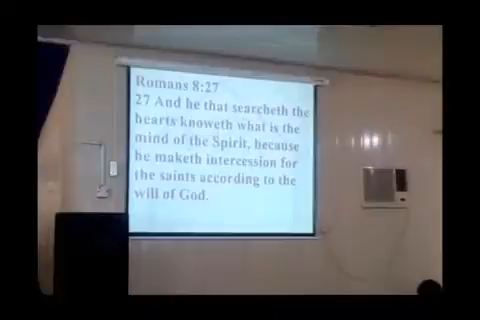 Romans 8:27
27 And he that searcheth the
hearts knoweth what is the
mind of the Spirit, because
he maketh intercession for
the saints according to the
will of God.